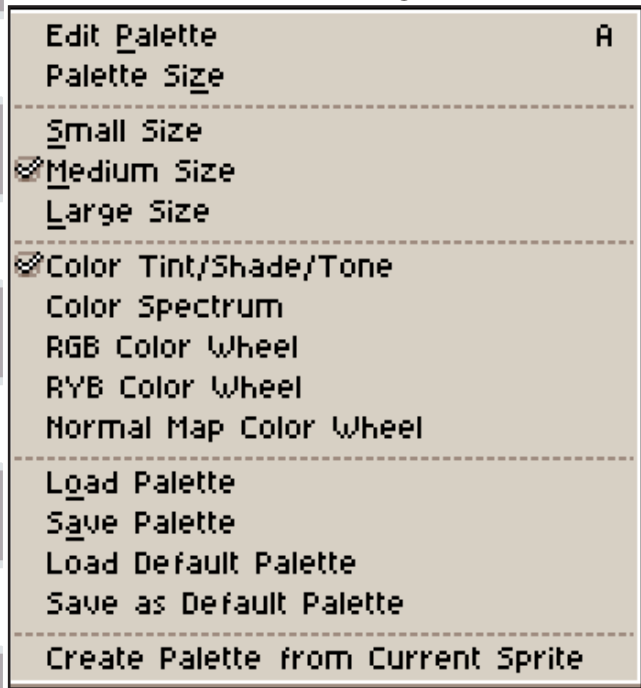 Edit Palette A
Palette Size
Small Size
Medium Size
Large Size
Color Tint/Shade/Tone
Color Spectrum
RGB Color Wheel
RYB Color Wheel
Normal Map Color Wheel
Load Palette
Save Palette
Load Default Palette
Save as Default Palette
Create Palette from Current Sprite